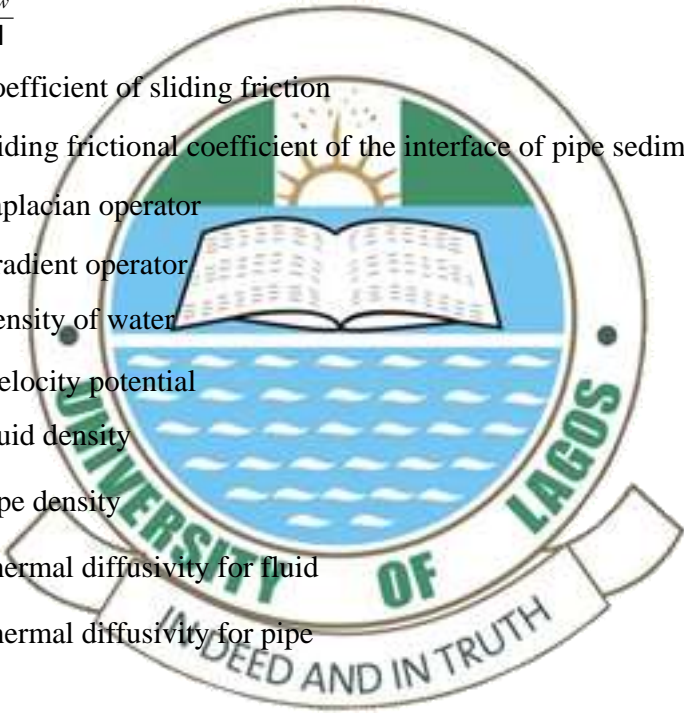 w
oefficient of sliding friction
iding frictional coefficient of the interface of pipe sedim
aplacian operator
radient operator
ensity of water
elocity potential
uid density
pe density
hermal diffusivity for fluid
hermal diffusivity for pipe
UNIVERSITY OF LAGOS
IN DEED AND IN TRUTH